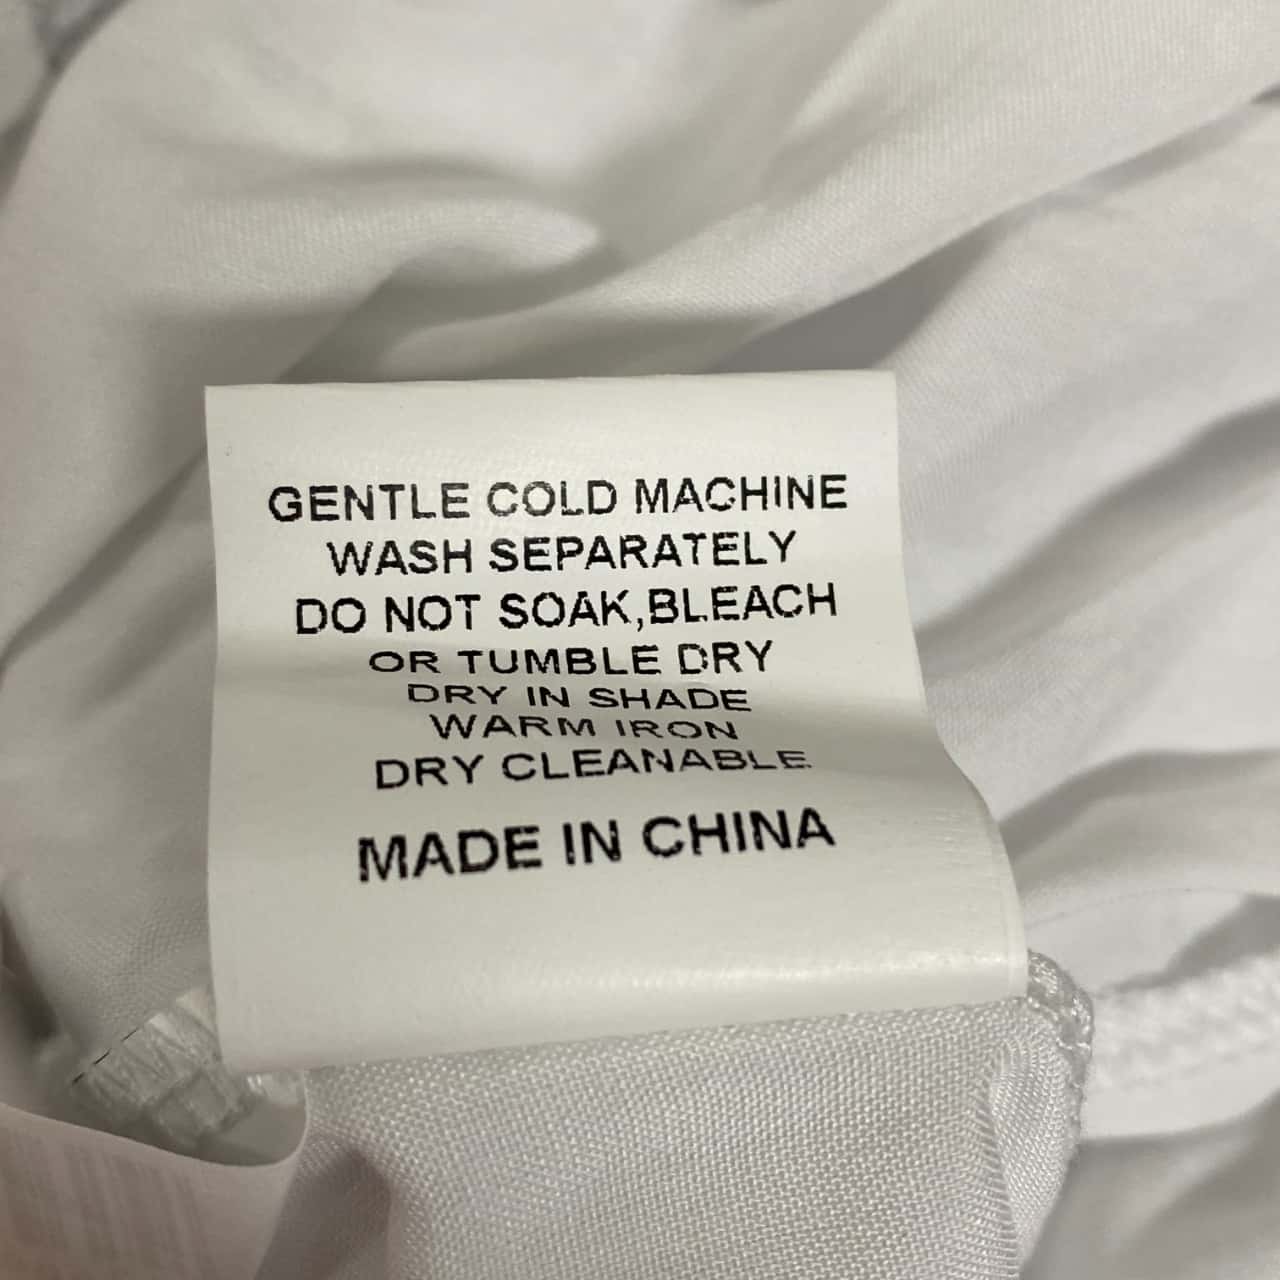 GENTLE COLD MACHINE
WASH SEPARATELY
DO NOT SOAK,BLEACH
OR TUMBLE DRY
DRY IN SHADE
WARM IRON
DRY CLEANABLE
MADE IN CHINA